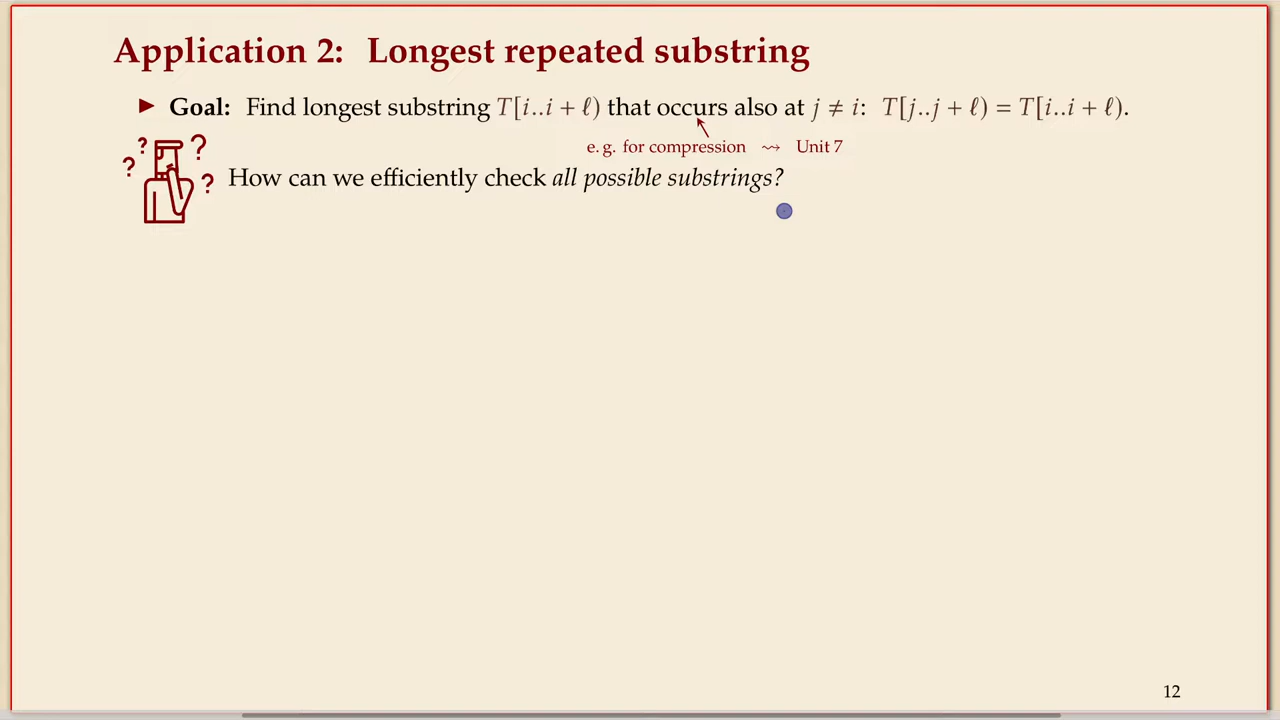 Application 2: Longest repeated substring
▶ Goal: Find longest substring T[i..i + ℓ) that occurs also at j ≠ i: T[j..j + ℓ) = T[i..i + ℓ).
e. g. for compression ⇝ Unit 7
? ? ? ?
How can we efficiently check all possible substrings?
12